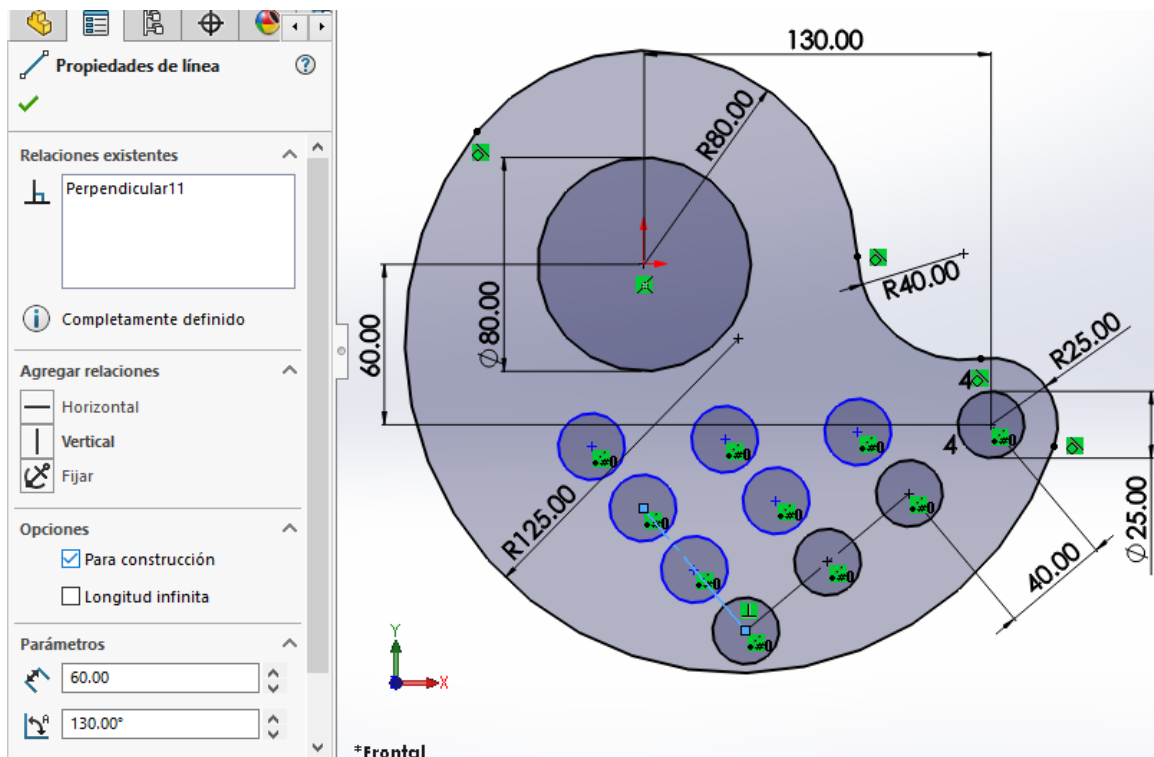 Propiedades de línea
Relaciones existentes
Perpendicular11
Completamente definido
Agregar relaciones
Horizontal
Vertical
Fijar
Opciones
Para construcción
Longitud infinita
Parámetros
60.00
130.00°
130.00
R80.00
R40.00
∅80.00
60.00
R25.00
4
4
R125.00
∅25.00
40.00
Y
X
*Frontal